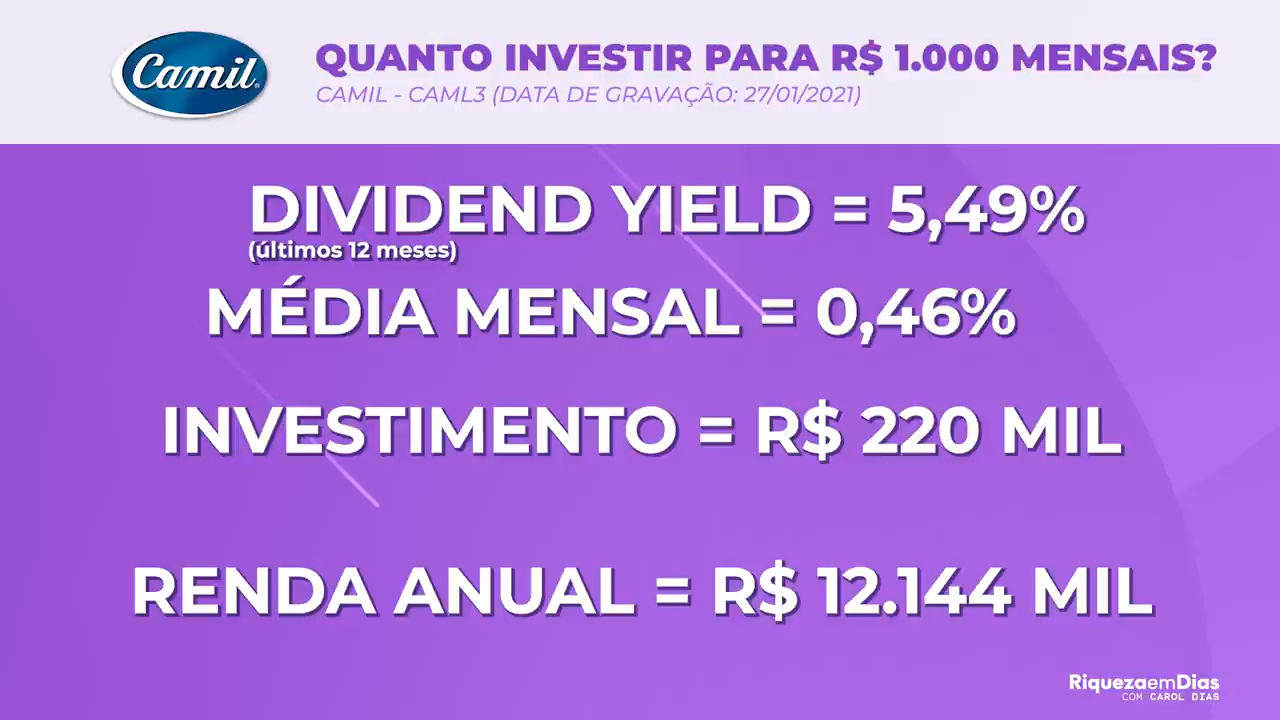 Camil
QUANTO INVESTIR PARA R$ 1.000 MENSAIS?
CAMIL - CAML3 (DATA DE GRAVAÇÃO: 27/01/2021)
DIVIDEND YIELD = 5,49%
(últimos 12 meses)
MÉDIA MENSAL = 0,46%
INVESTIMENTO = R$ 220 MIL
RENDA ANUAL = R$ 12.144 MIL
RiquezaemDias
COM CAROL DIAS